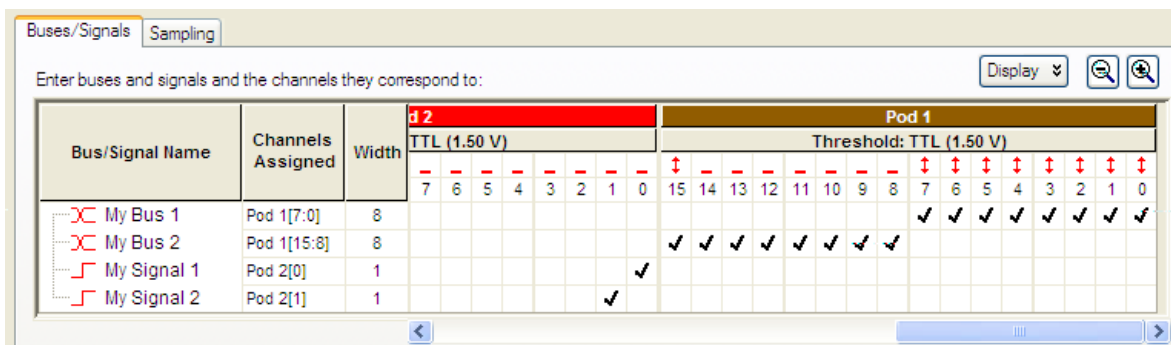 Buses/Signals Sampling
Enter buses and signals and the channels they correspond to:
Display
Bus/Signal Name Channels Assigned Width d 2 Pod 1
TTL (1.50 V) Threshold: TTL (1.50 V)
7 6 5 4 3 2 1 0 15 14 13 12 11 10 9 8 7 6 5 4 3 2 1 0
My Bus 1 Pod 1[7:0] 8
My Bus 2 Pod 1[15:8] 8
My Signal 1 Pod 2[0] 1
My Signal 2 Pod 2[1] 1